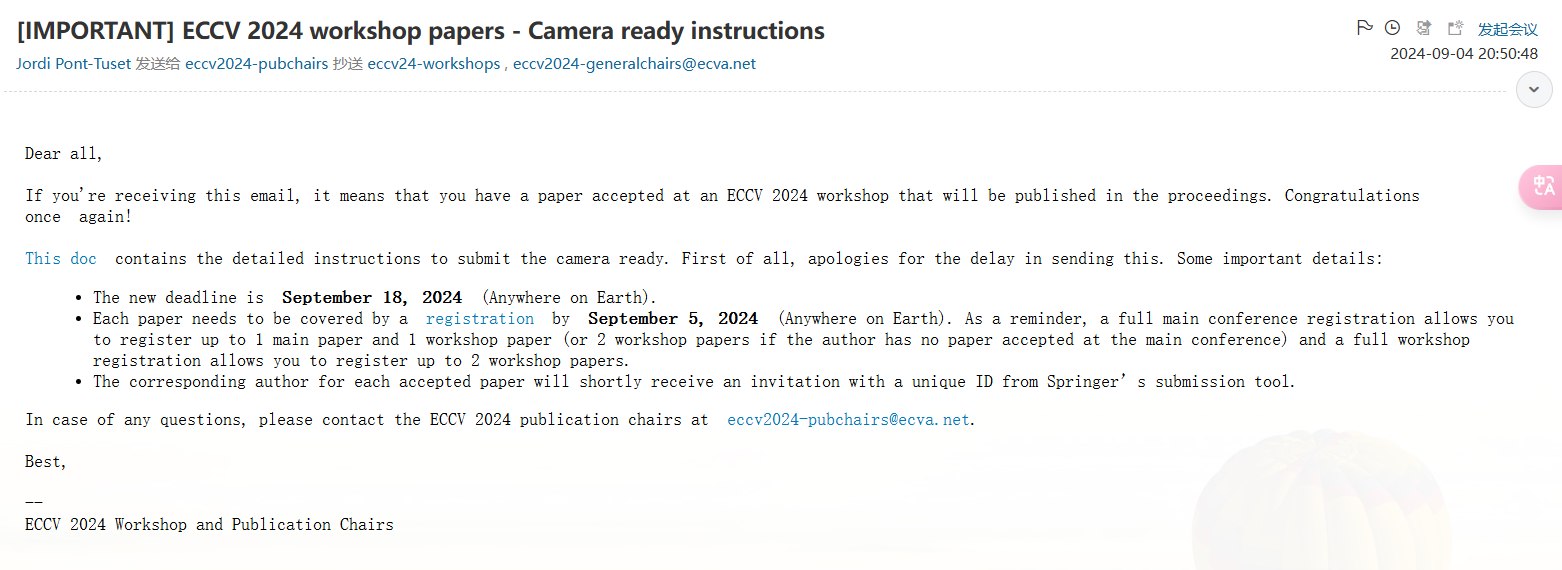 [IMPORTANT] ECCV 2024 workshop papers - Camera ready instructions
发起会议
Jordi Pont-Tuset 发送给 eccv2024-pubchairs 抄送 eccv24-workshops , eccv2024-generalchairs@ecva.net
2024-09-04 20:50:48
Dear all,
If you're receiving this email, it means that you have a paper accepted at an ECCV 2024 workshop that will be published in the proceedings. Congratulations
once again!
This doc contains the detailed instructions to submit the camera ready. First of all, apologies for the delay in sending this. Some important details:
• The new deadline is September 18, 2024 (Anywhere on Earth).
• Each paper needs to be covered by a registration by September 5, 2024 (Anywhere on Earth). As a reminder, a full main conference registration allows you
to register up to 1 main paper and 1 workshop paper (or 2 workshop papers if the author has no paper accepted at the main conference) and a full workshop
registration allows you to register up to 2 workshop papers.
• The corresponding author for each accepted paper will shortly receive an invitation with a unique ID from Springer’s submission tool.
In case of any questions, please contact the ECCV 2024 publication chairs at eccv2024-pubchairs@ecva.net.
Best,
--
ECCV 2024 Workshop and Publication Chairs
中A